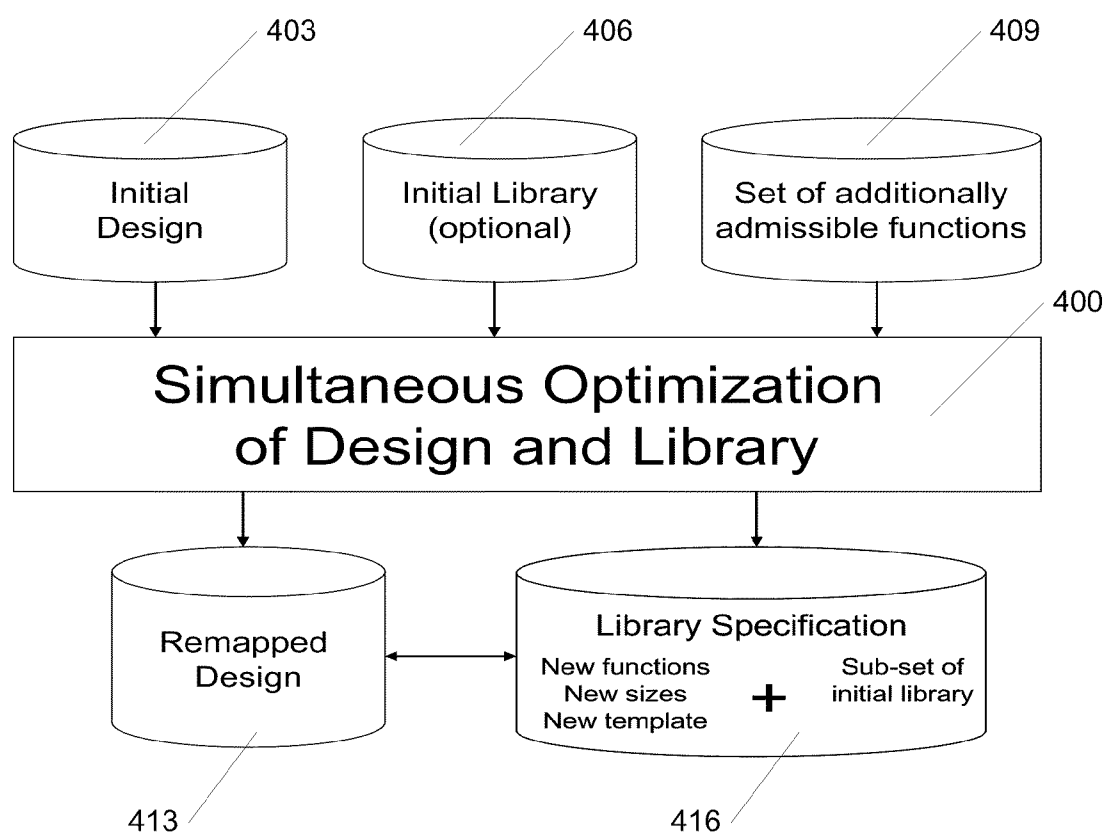 403
406
409
Initial
Design
Initial Library
(optional)
Set of additionally
admissible functions
400
Simultaneous Optimization
of Design and Library
Remapped
Design
Library Specification
New functions
New sizes
New template
+
Sub-set of
initial library
413
416